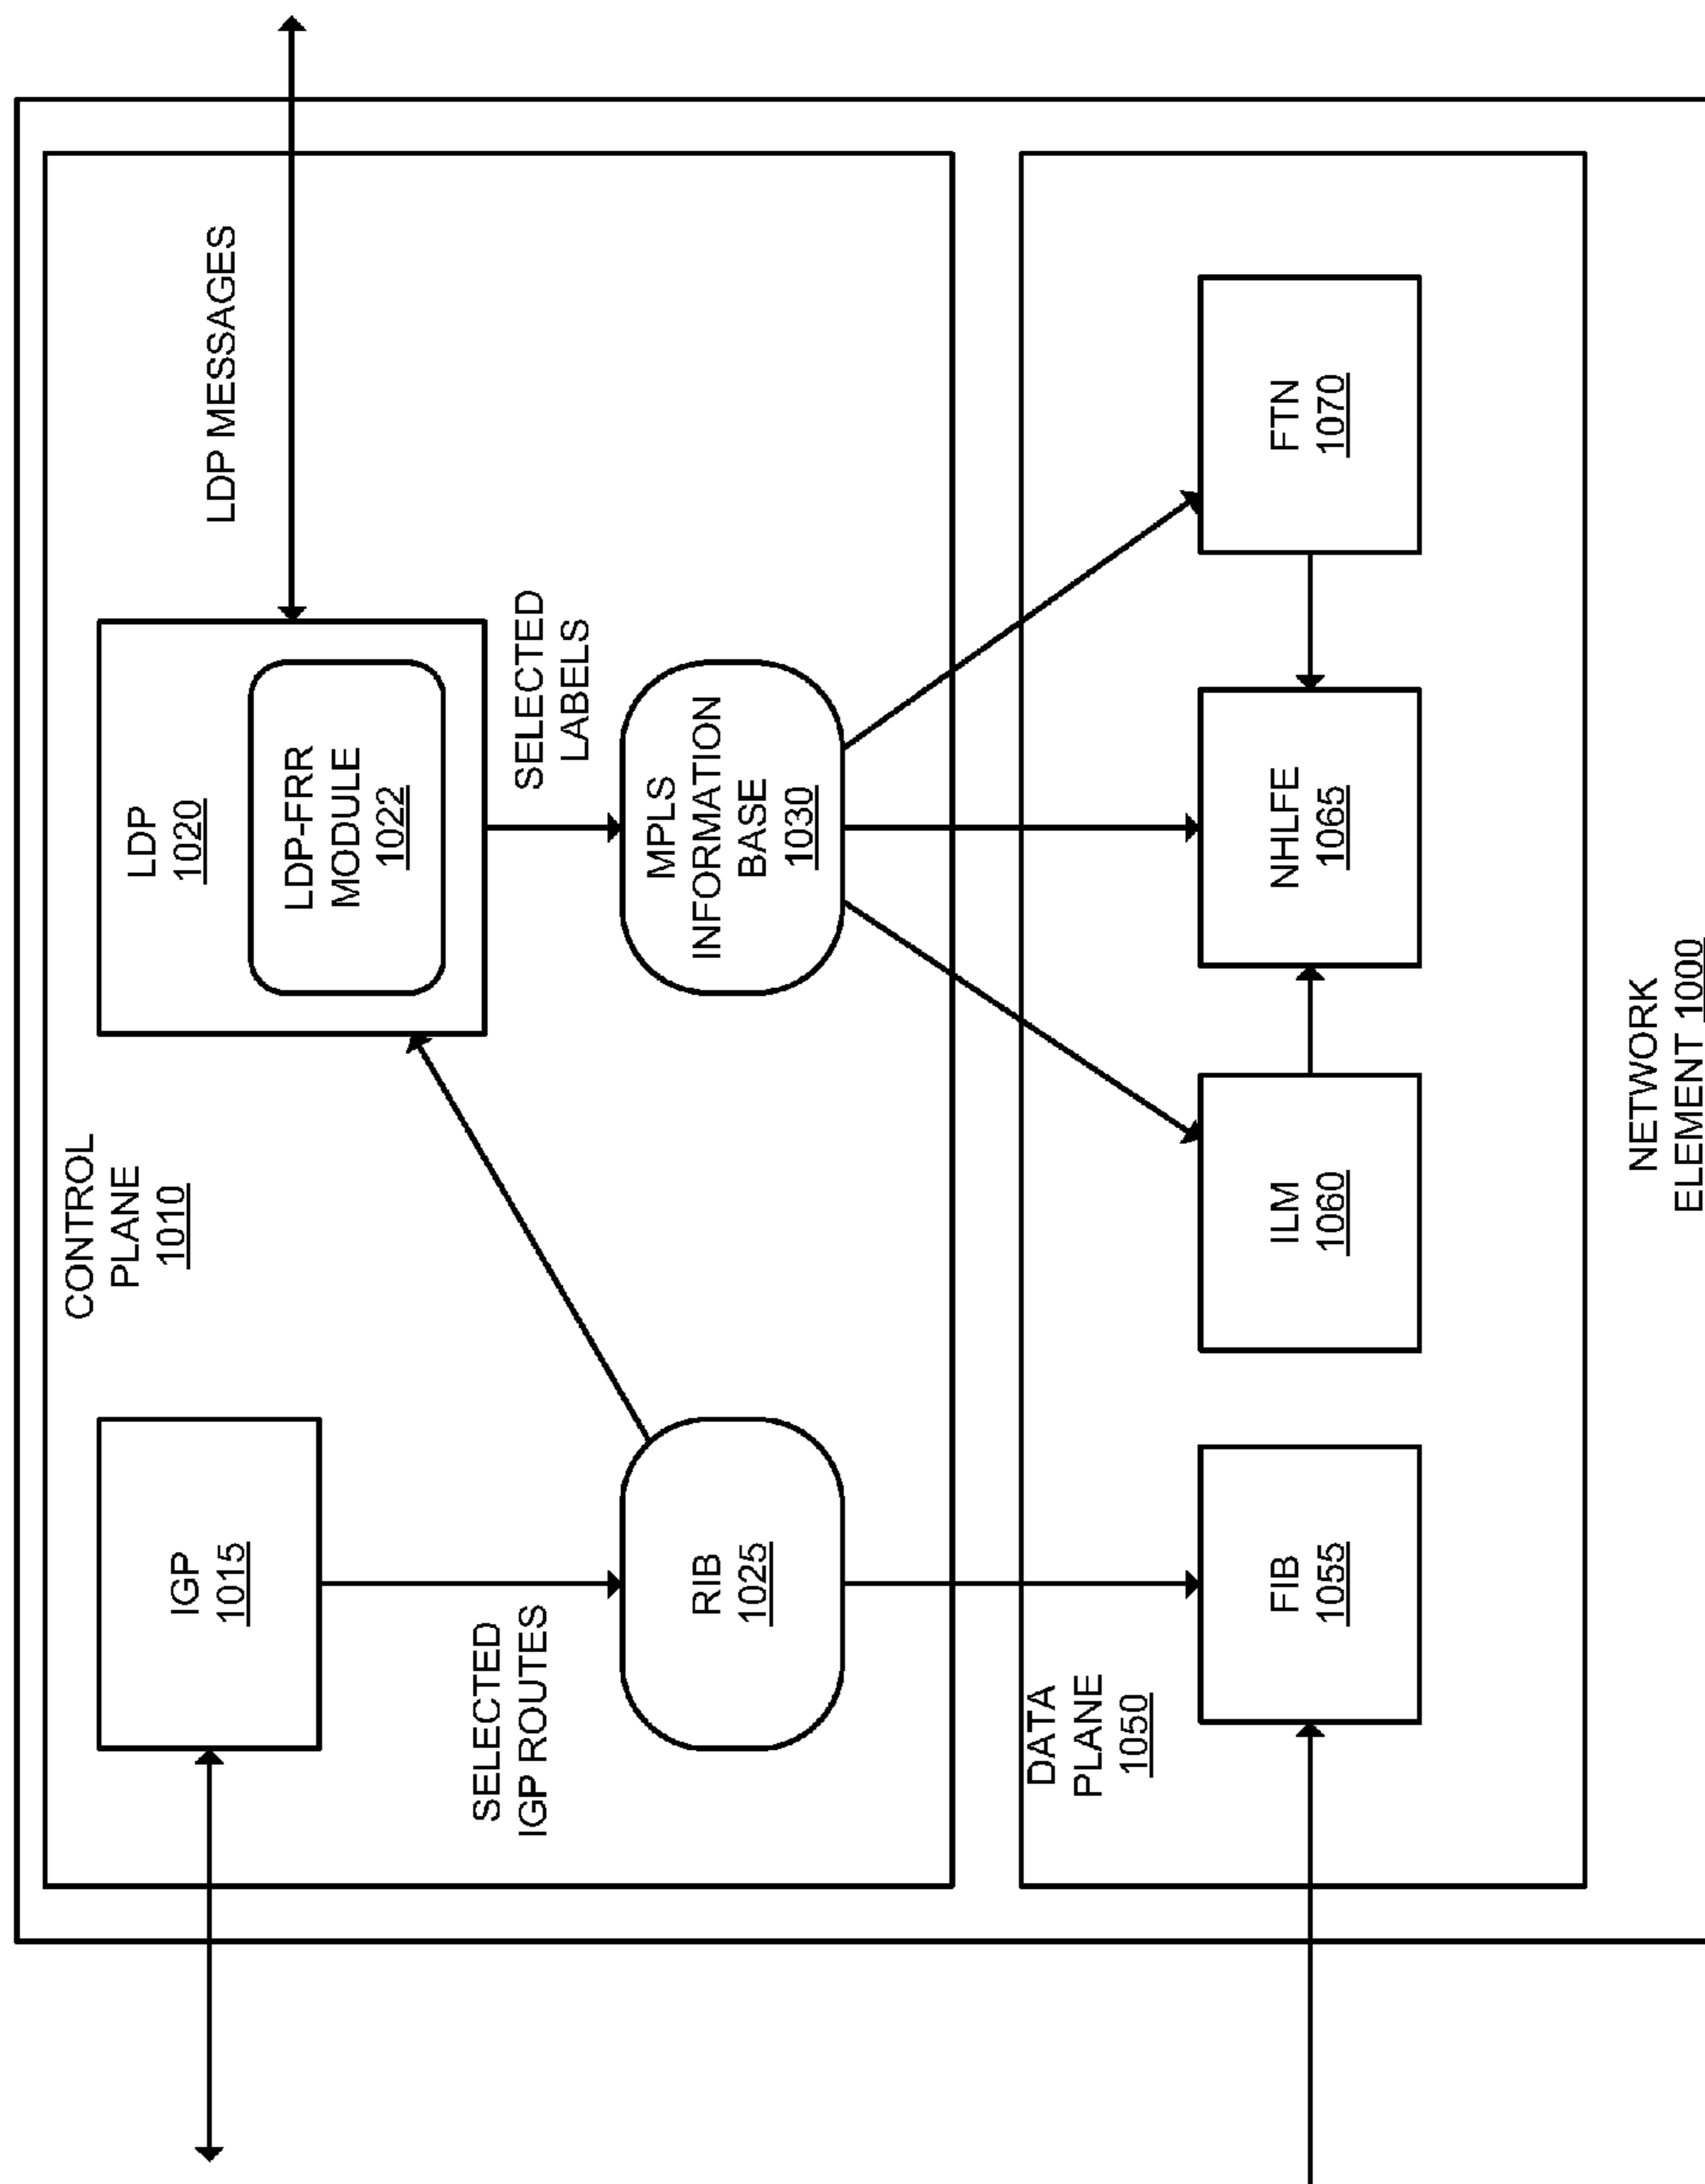 CONTROL
PLANE
1010
IGP
1015
SELECTED
IGP ROUTES
RIB
1025
LDP
1020
LDP-FRR
MODULE
1022
LDP MESSAGES
SELECTED
LABELS
MPLS
INFORMATION
BASE
1030
DATA
PLANE
1050
FIB
1055
ILM
1060
NHLFE
1065
FTN
1070
NETWORK
ELEMENT 1000